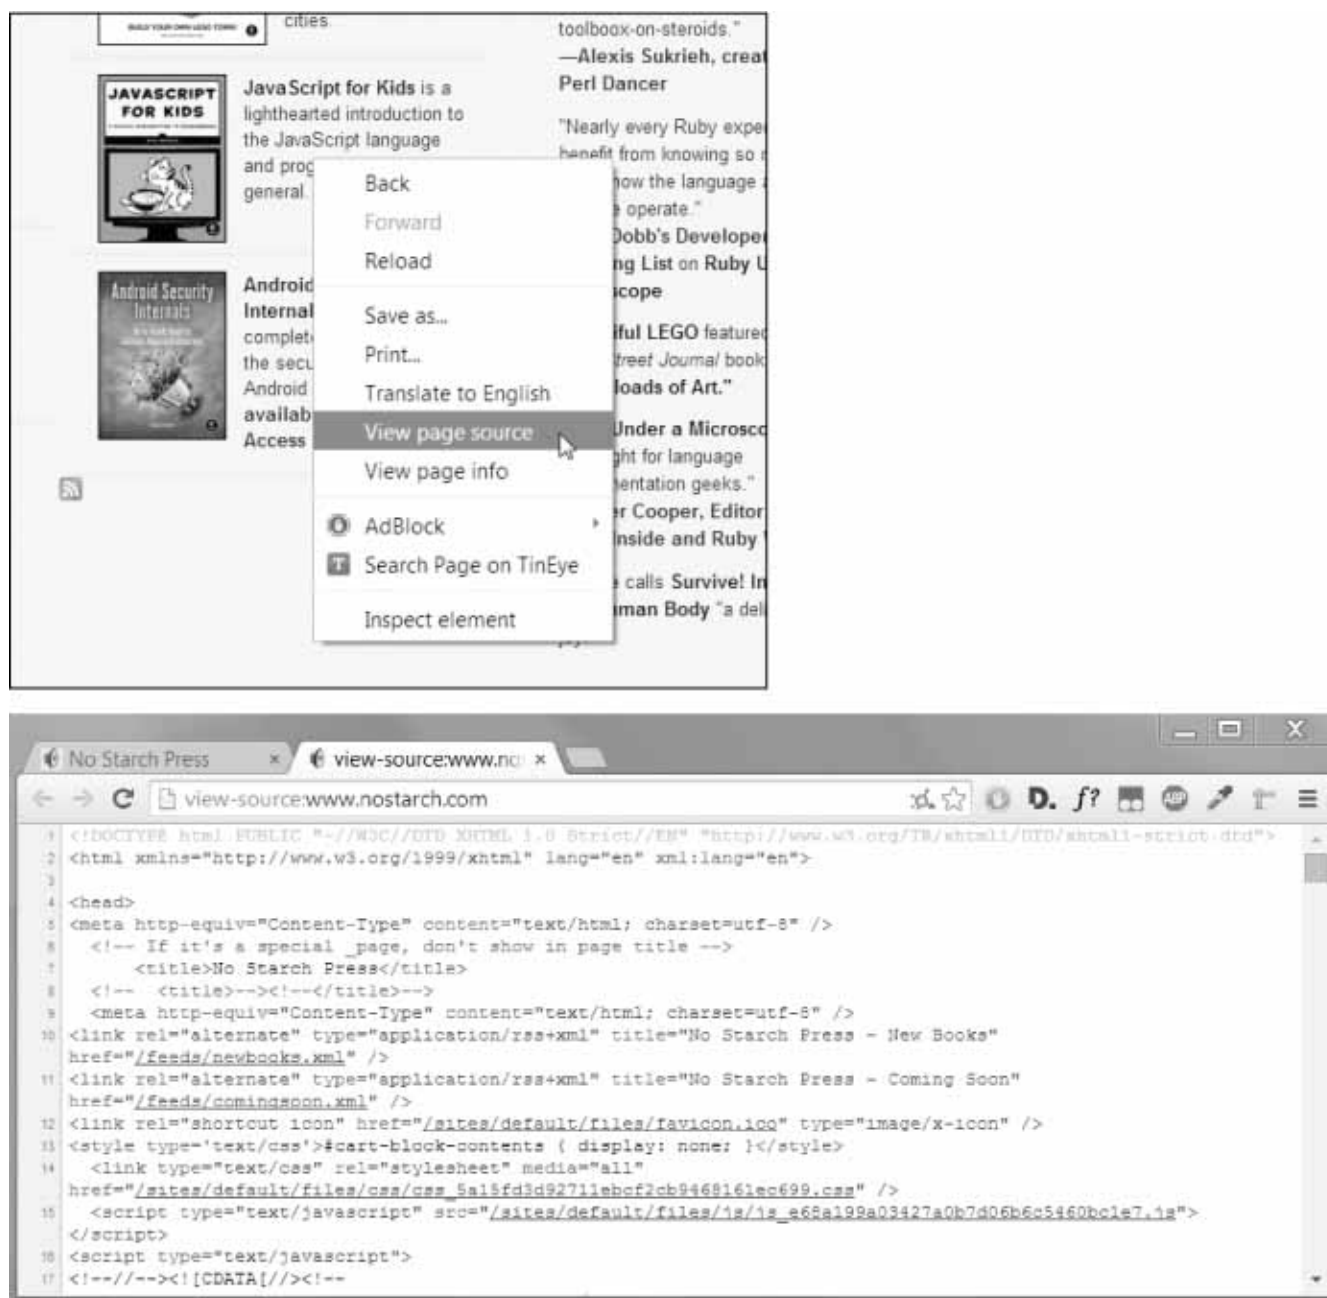 BUILD YOUR OWN LEGO TOWN!
cities.
JAVASCRIPT
FOR KIDS
JavaScript for Kids is a
lighthearted introduction to
the JavaScript language
and prog
general.
Android Security
Internals
Android
Internal
complet
the secu
Android
availab
Access
toolboox-on-steroids."
—Alexis Sukrieh, creat
Perl Dancer
"Nearly every Ruby expe
benefit from knowing so
how the language
operate."
Dobb's Developer
ng List on Ruby U
scope
iful LEGO featured
treet Journal book
loads of Art."
Under a Microsco
ght for language
entation geeks."
er Cooper, Editor
Inside and Ruby
calls Survive! In
uman Body "a deli
Back
Forward
Reload
Save as...
Print...
Translate to English
View page source
View page info
AdBlock
Search Page on TinEye
Inspect element
No Starch Press × view-source:www.no ×
view-source:www.nostarch.com D. f? ABP
1 <!DOCTYPE html PUBLIC "-//W3C//DTD XHTML 1.0 Strict//EN" "http://www.w3.org/TR/xhtml1/DTD/xhtml1-strict.dtd">
2 <html xmlns="http://www.w3.org/1999/xhtml" lang="en" xml:lang="en">
3
4 <head>
5 <meta http-equiv="Content-Type" content="text/html; charset=utf-8" />
6 <!-- If it's a special _page, don't show in page title -->
7 <title>No Starch Press</title>
8 <!-- <title>--><!--</title>-->
9 <meta http-equiv="Content-Type" content="text/html; charset=utf-8" />
10 <link rel="alternate" type="application/rss+xml" title="No Starch Press - New Books"
href="/feeds/newbooks.xml" />
11 <link rel="alternate" type="application/rss+xml" title="No Starch Press - Coming Soon"
href="/feeds/comingsoon.xml" />
12 <link rel="shortcut icon" href="/sites/default/files/favicon.ico" type="image/x-icon" />
13 <style type='text/css'>#cart-block-contents { display: none; }</style>
14 <link type="text/css" rel="stylesheet" media="all"
href="/sites/default/files/css/css_5a15fd3d92711ebcf2cb9468161ec699.css" />
15 <script type="text/javascript" src="/sites/default/files/js/js_e68a199a03427a0b7d06b6c5460bc1e7.js">
</script>
16 <script type="text/javascript">
17 <!--//--><![CDATA[//><!--